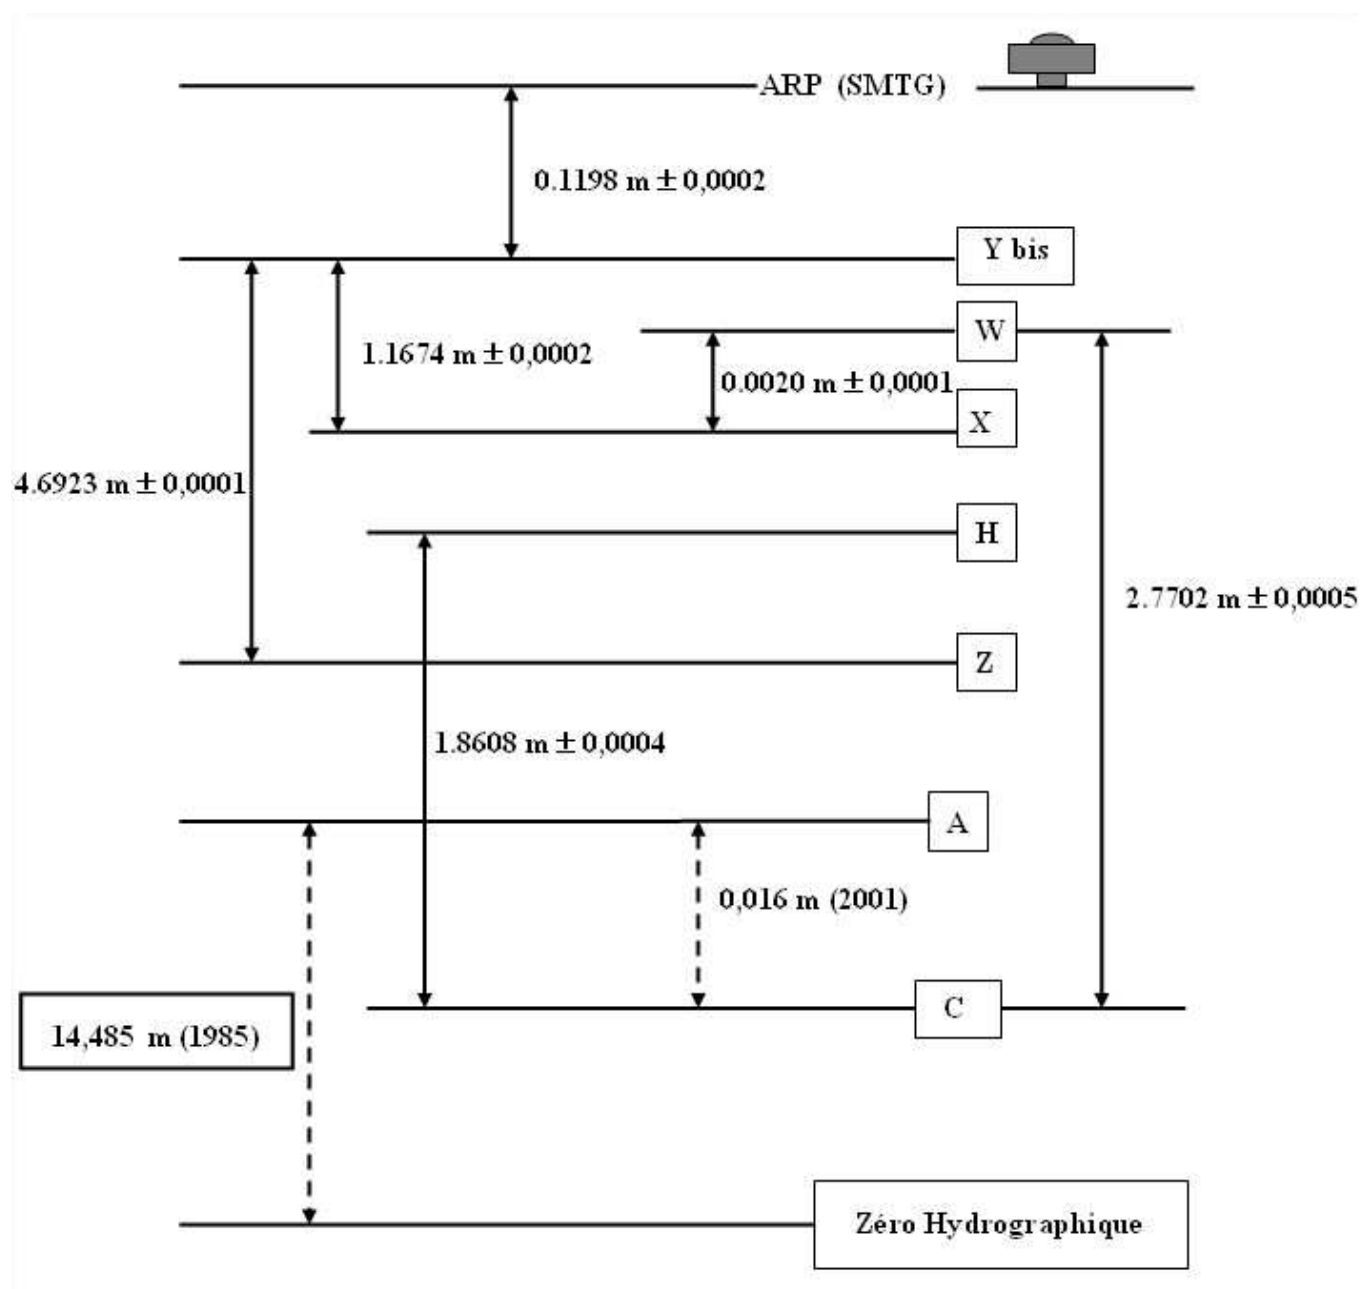 ARP (SMTG)
0.1198 m ± 0,0002
Y bis
W
1.1674 m ± 0,0002
0.0020 m ± 0,0001
X
4.6923 m ± 0,0001
H
2.7702 m ± 0,0005
Z
1.8608 m ± 0,0004
A
0,016 m (2001)
C
14,485 m (1985)
Zéro Hydrographique